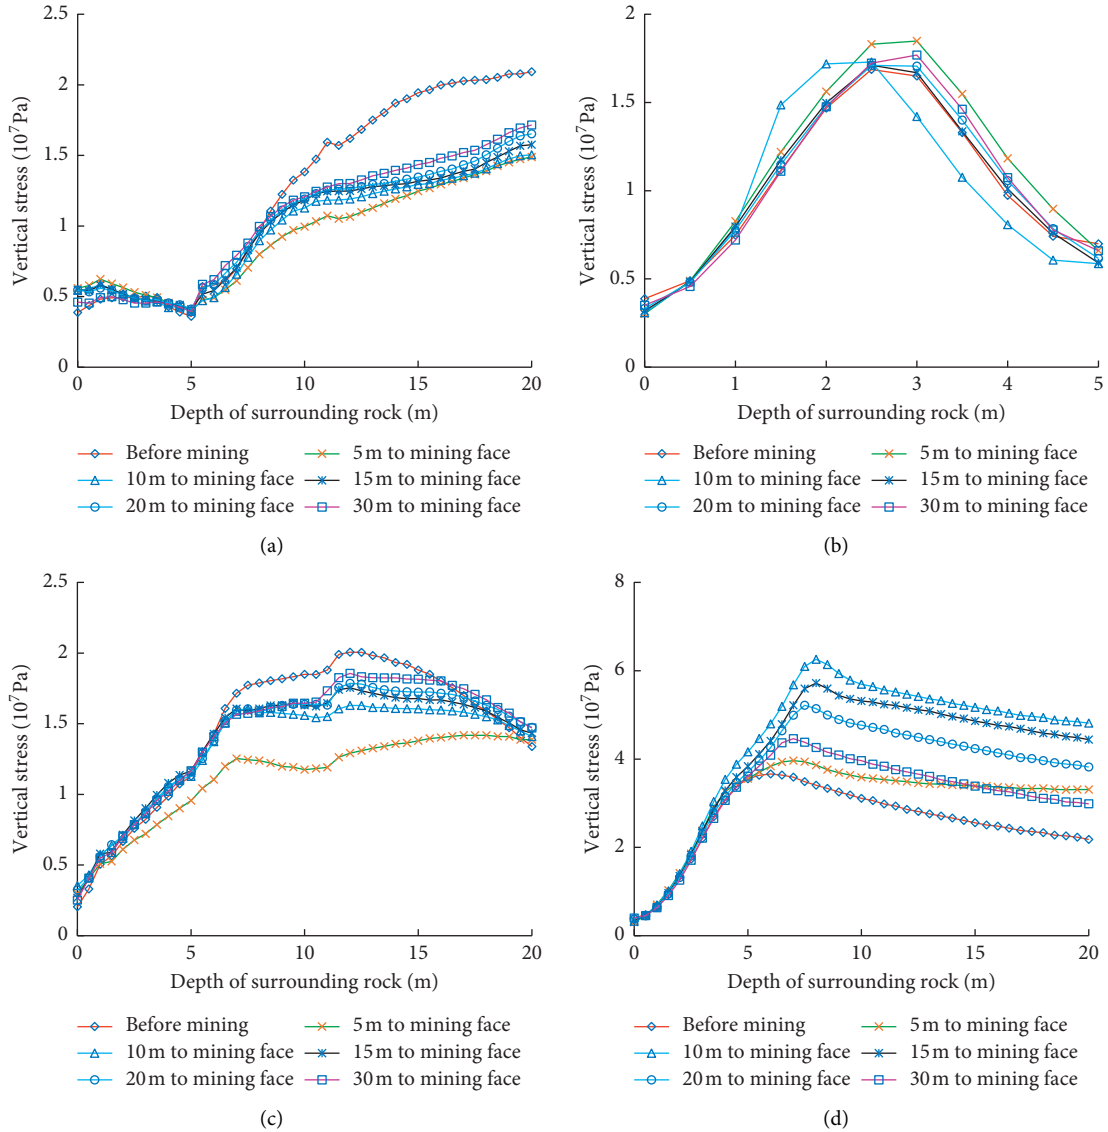 2.5
2
1.5
1
0.5
0
Vertical stress (10⁷ Pa)
0 5 10 15 20
Depth of surrounding rock (m)
Before mining
5 m to mining face
10 m to mining face
15 m to mining face
20 m to mining face
30 m to mining face
(a)
2
1.5
1
0.5
0
Vertical stress (10⁷ Pa)
0 1 2 3 4 5
Depth of surrounding rock (m)
Before mining
5 m to mining face
10 m to mining face
15 m to mining face
20 m to mining face
30 m to mining face
(b)
2.5
2
1.5
1
0.5
0
Vertical stress (10⁷ Pa)
0 5 10 15 20
Depth of surrounding rock (m)
Before mining
5 m to mining face
10 m to mining face
15 m to mining face
20 m to mining face
30 m to mining face
(c)
8
6
4
2
0
Vertical stress (10⁷ Pa)
0 5 10 15 20
Depth of surrounding rock (m)
Before mining
5 m to mining face
10 m to mining face
15 m to mining face
20 m to mining face
30 m to mining face
(d)